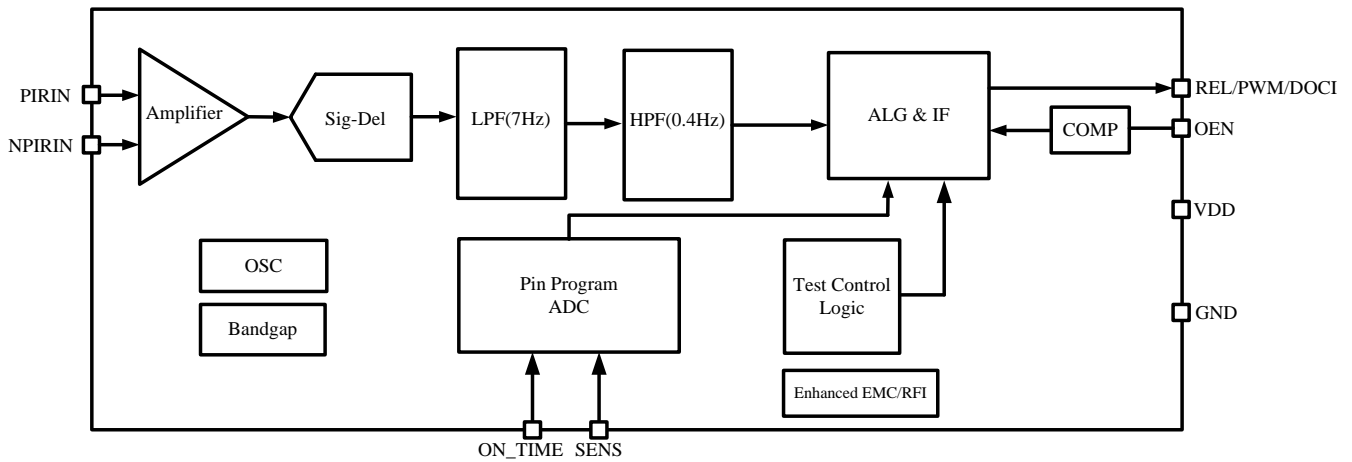 PIRIN
NPIRIN
Amplifier
Sig-Del
LPF(7Hz)
HPF(0.4Hz)
ALG & IF
REL/PWM/DOCI
COMP
OEN
VDD
GND
OSC
Bandgap
Pin Program
ADC
Test Control
Logic
Enhanced EMC/RFI
ON_TIME
SENS